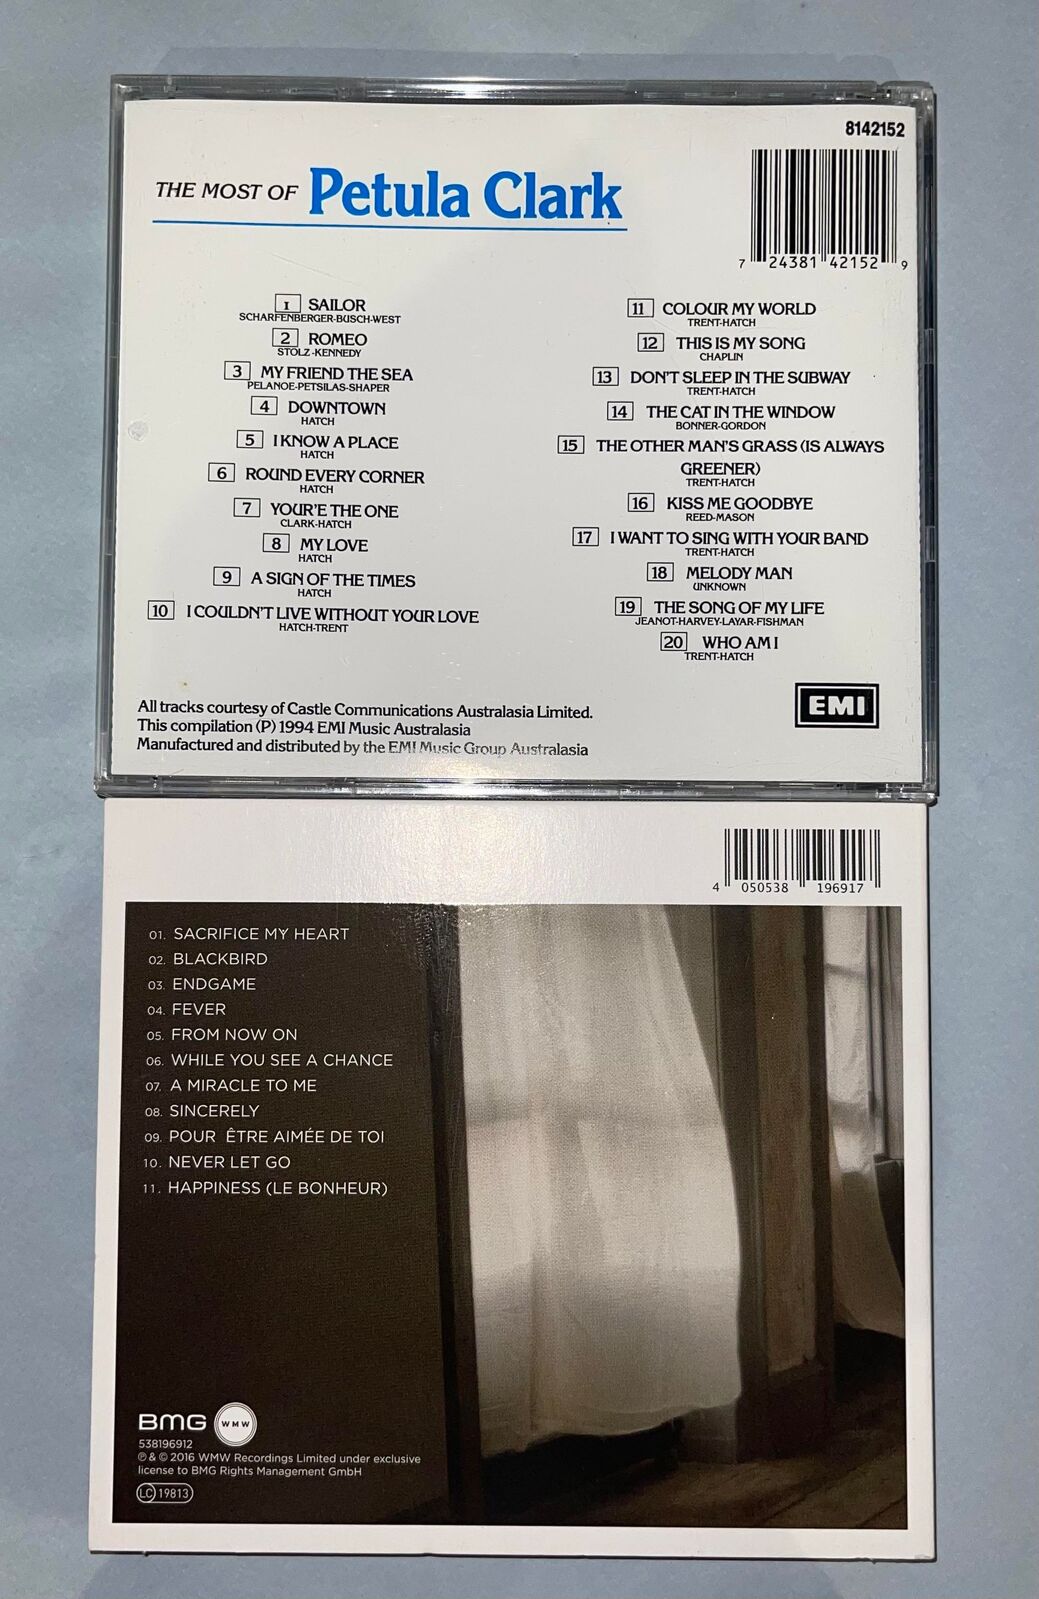 8142152
THE MOST OF Petula Clark
7 24381 42152 9
1 SAILOR
SCHARFENBERGER-BUSCH-WEST
2 ROMEO
STOLZ-KENNEDY
3 MY FRIEND THE SEA
PELANOE-PETSILAS-SHAPER
4 DOWNTOWN
HATCH
5 I KNOW A PLACE
HATCH
6 ROUND EVERY CORNER
HATCH
7 YOUR'E THE ONE
CLARK-HATCH
8 MY LOVE
HATCH
9 A SIGN OF THE TIMES
HATCH
10 I COULDN'T LIVE WITHOUT YOUR LOVE
HATCH-TRENT
11 COLOUR MY WORLD
TRENT-HATCH
12 THIS IS MY SONG
CHAPLIN
13 DON'T SLEEP IN THE SUBWAY
TRENT-HATCH
14 THE CAT IN THE WINDOW
BONNER-GORDON
15 THE OTHER MAN'S GRASS (IS ALWAYS
GREENER)
TRENT-HATCH
16 KISS ME GOODBYE
REED-MASON
17 I WANT TO SING WITH YOUR BAND
TRENT-HATCH
18 MELODY MAN
UNKNOWN
19 THE SONG OF MY LIFE
JEANOT-HARVEY-LAYAR-FISHMAN
20 WHO AM I
TRENT-HATCH
All tracks courtesy of Castle Communications Australasia Limited.
This compilation (P) 1994 EMI Music Australasia
Manufactured and distributed by the EMI Music Group Australasia
EMI
4 050538 196917
01. SACRIFICE MY HEART
02. BLACKBIRD
03. ENDGAME
04. FEVER
05. FROM NOW ON
06. WHILE YOU SEE A CHANCE
07. A MIRACLE TO ME
08. SINCERELY
09. POUR ÊTRE AIMÉE DE TOI
10. NEVER LET GO
11. HAPPINESS (LE BONHEUR)
BMG WMW
538196912
℗ & © 2016 WMW Recordings Limited under exclusive
license to BMG Rights Management GmbH
LC 19813